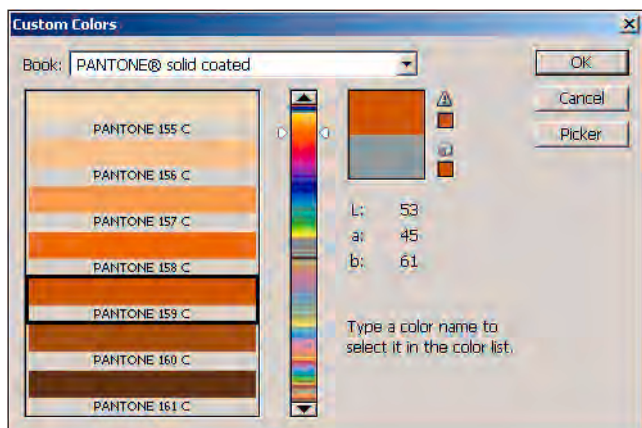 Custom Colors
Book: PANTONE® solid coated
OK
Cancel
Picker
PANTONE 155 C
PANTONE 156 C
PANTONE 157 C
PANTONE 158 C
PANTONE 159 C
PANTONE 160 C
PANTONE 161 C
L: 53
a: 45
b: 61
Type a color name to
select it in the color list.